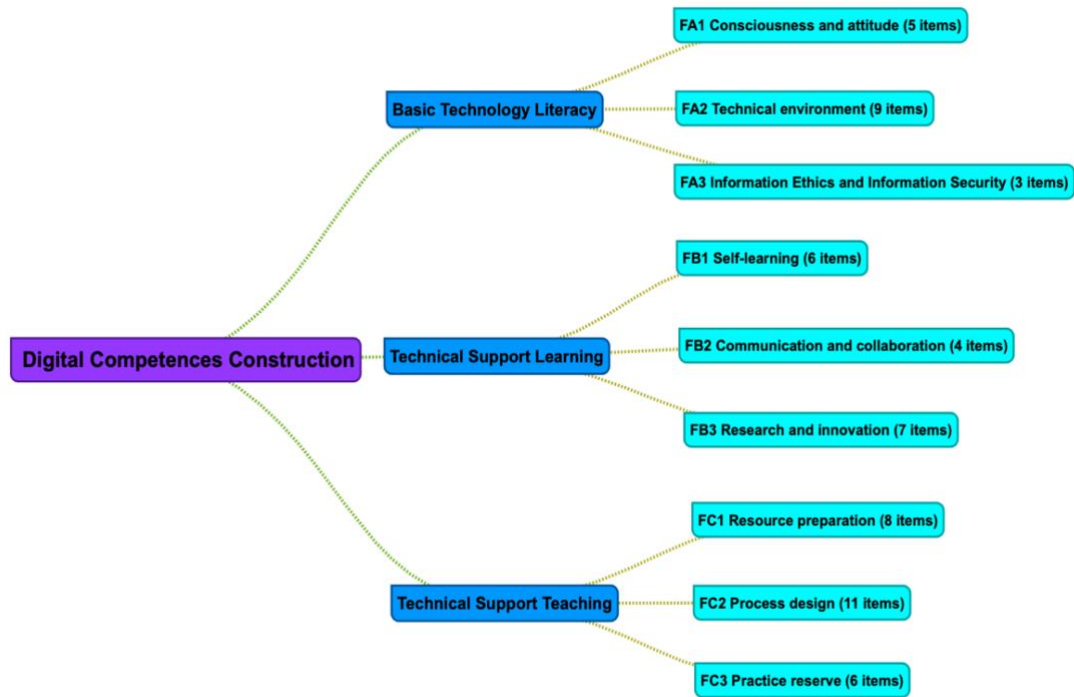 Digital Competences Construction
Basic Technology Literacy
FA1 Consciousness and attitude (5 items)
FA2 Technical environment (9 items)
FA3 Information Ethics and Information Security (3 items)
Technical Support Learning
FB1 Self-learning (6 items)
FB2 Communication and collaboration (4 items)
FB3 Research and innovation (7 items)
Technical Support Teaching
FC1 Resource preparation (8 items)
FC2 Process design (11 items)
FC3 Practice reserve (6 items)